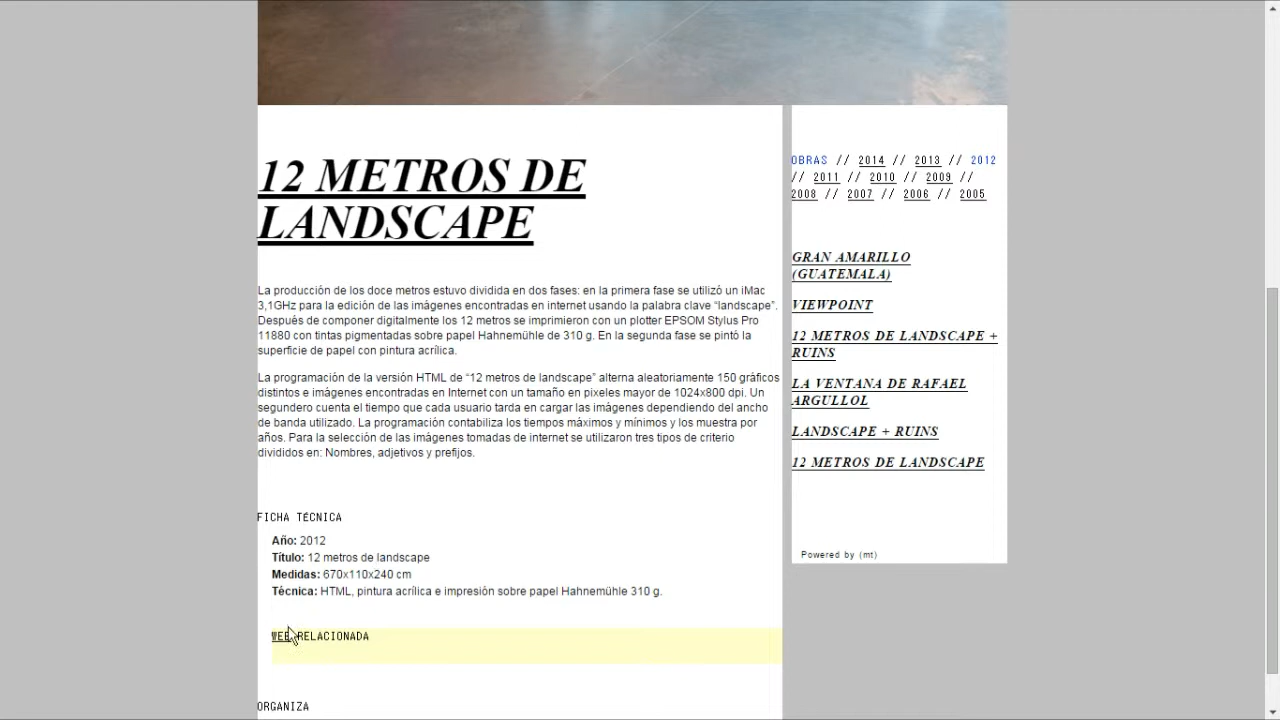 12 METROS DE
LANDSCAPE
La producción de los doce metros estuvo dividida en dos fases: en la primera fase se utilizó un iMac
3,1GHz para la edición de las imágenes encontradas en internet usando la palabra clave “landscape”.
Después de componer digitalmente los 12 metros se imprimieron con un plotter EPSOM Stylus Pro
11880 con tintas pigmentadas sobre papel Hahnemühle de 310 g. En la segunda fase se pintó la
superficie de papel con pintura acrílica.
La programación de la versión HTML de “12 metros de landscape” alterna aleatoriamente 150 gráficos
distintos e imágenes encontradas en Internet con un tamaño en pixeles mayor de 1024x800 dpi. Un
segundero cuenta el tiempo que cada usuario tarda en cargar las imágenes dependiendo del ancho
de banda utilizado. La programación contabiliza los tiempos máximos y mínimos y los muestra por
años. Para la selección de las imágenes tomadas de internet se utilizaron tres tipos de criterio
divididos en: Nombres, adjetivos y prefijos.
FICHA TÉCNICA
Año: 2012
Título: 12 metros de landscape
Medidas: 670x110x240 cm
Técnica: HTML, pintura acrílica e impresión sobre papel Hahnemühle 310 g.
WEB RELACIONADA
ORGANIZA
OBRAS // 2014 // 2013 // 2012
// 2011 // 2010 // 2009 //
2008 // 2007 // 2006 // 2005
GRAN AMARILLO
(GUATEMALA)
VIEWPOINT
12 METROS DE LANDSCAPE +
RUINS
LA VENTANA DE RAFAEL
ARGULLOL
LANDSCAPE + RUINS
12 METROS DE LANDSCAPE
Powered by (mt)